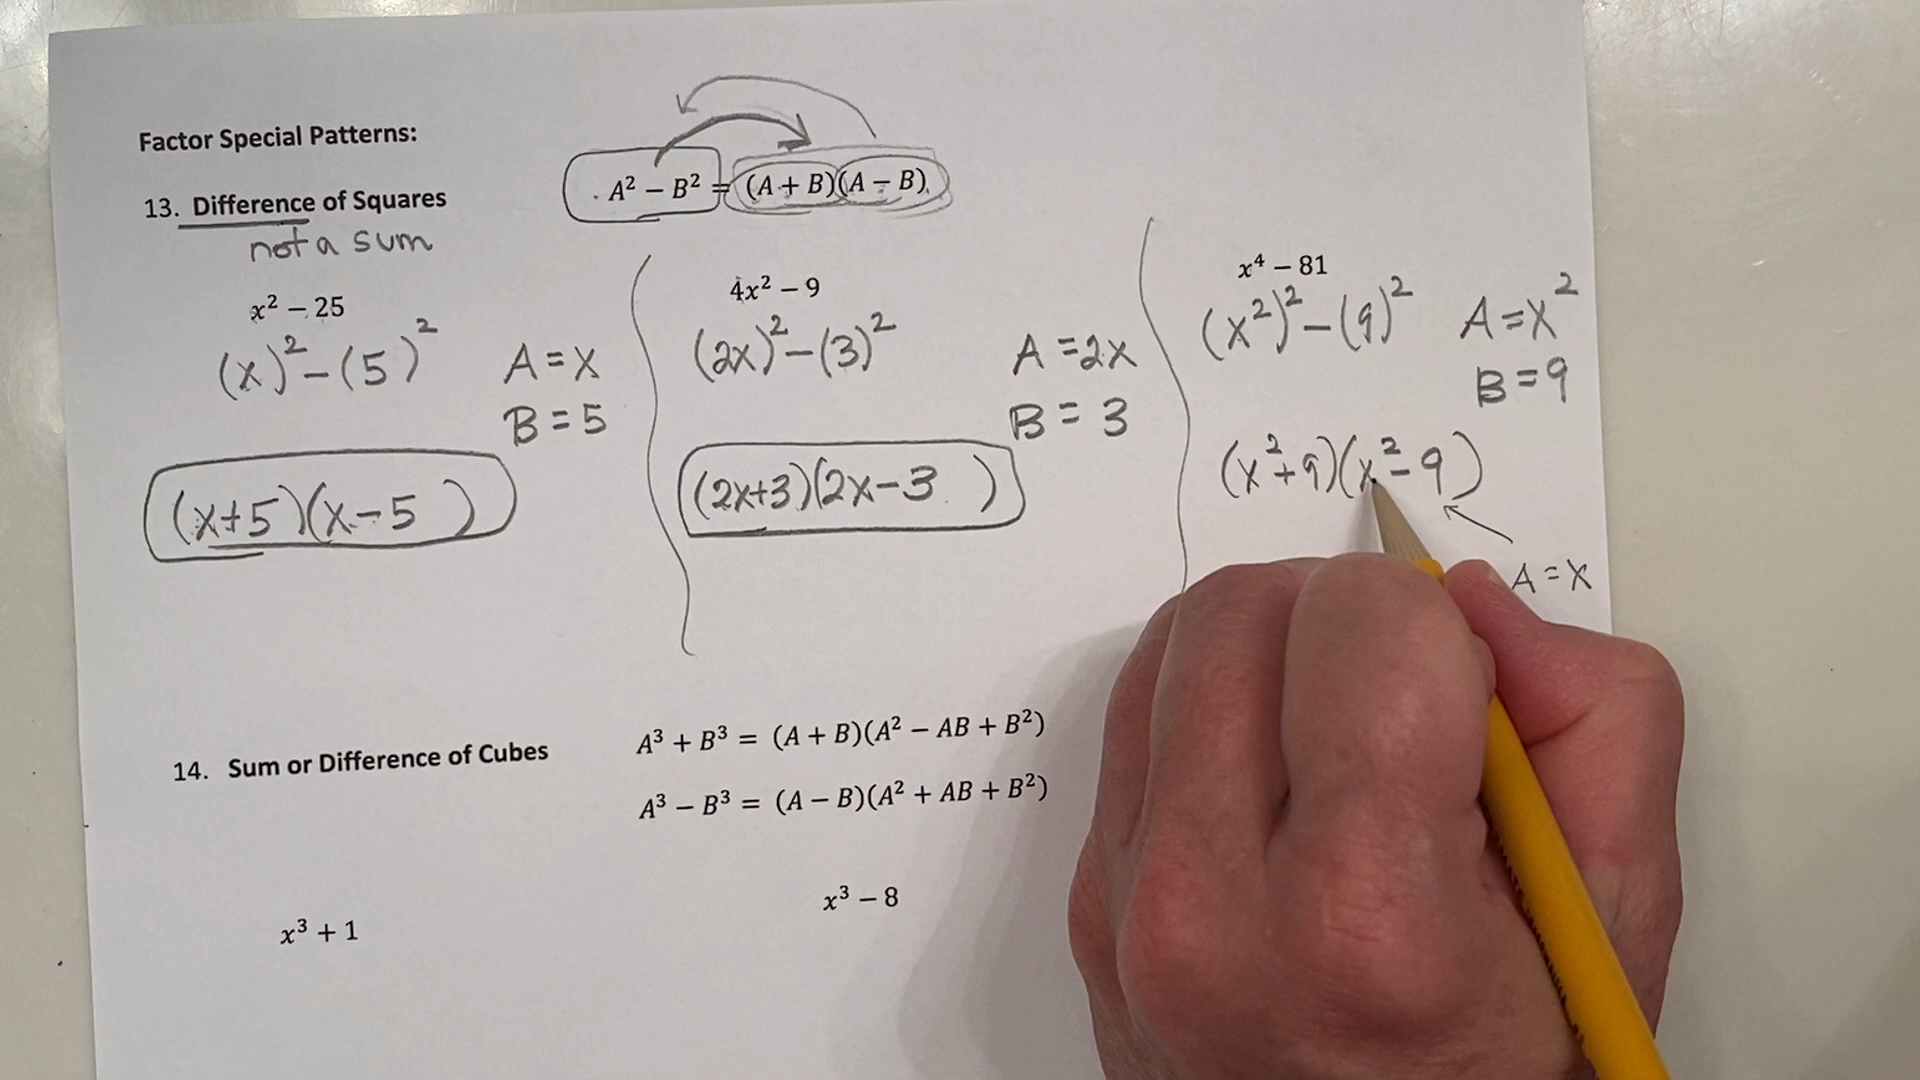 Factor Special Patterns:
13. Difference of Squares
A² − B² = (A + B)(A − B)
not a sum
x² − 25
(x)² − (5)²
A = x
B = 5
(x+5)(x−5 )
4x² − 9
(2x)² − (3)²
A = 2x
B = 3
(2x+3)(2x−3 )
x⁴ − 81
(x²)² − (9)²
A = x²
B = 9
(x²+9)(x²−9)
A = x
14. Sum or Difference of Cubes
A³ + B³ = (A + B)(A² − AB + B²)
A³ − B³ = (A − B)(A² + AB + B²)
x³ + 1
x³ − 8